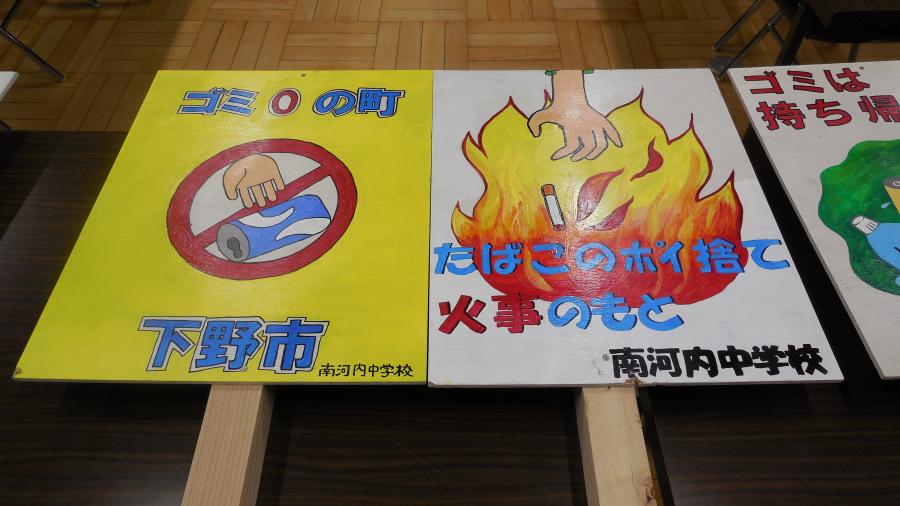 ゴミ0の町
下野市
南河内中学校
たばこのポイ捨て
火事のもと
南河内中学校
ゴミは
持ち帰